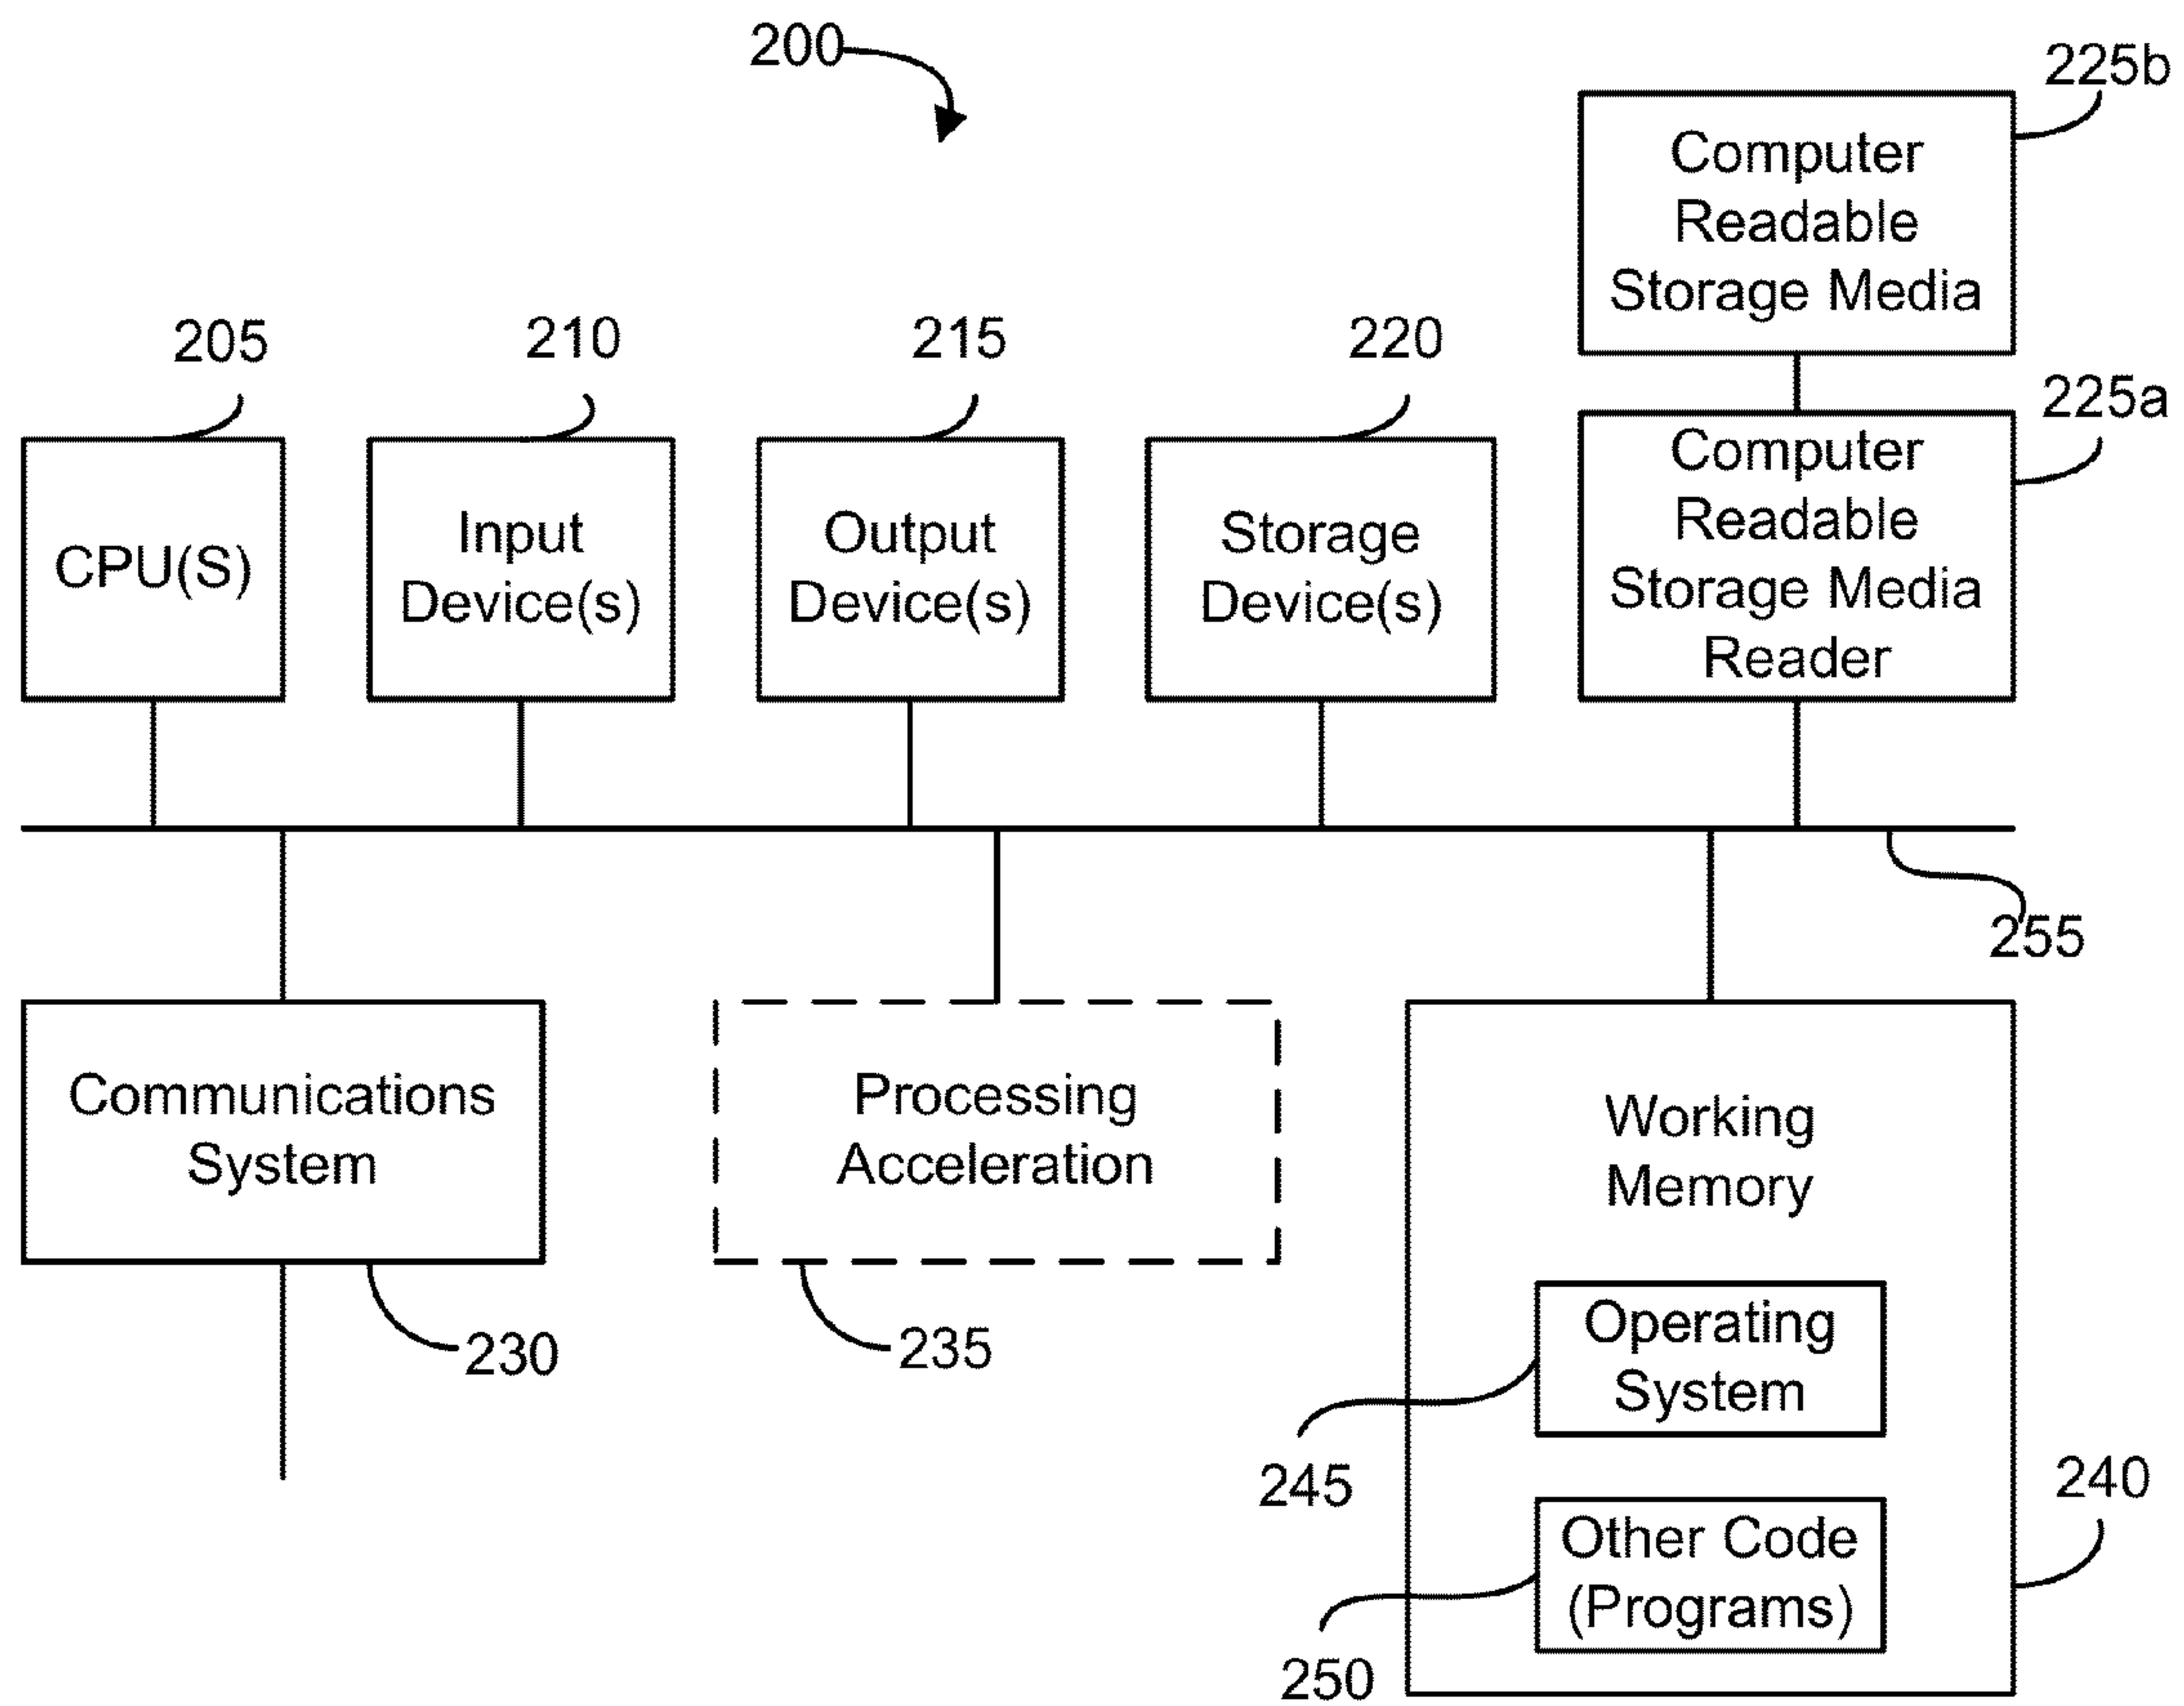 200
225b
Computer
Readable
Storage Media
205
210
215
220
225a
CPU(S)
Input
Device(s)
Output
Device(s)
Storage
Device(s)
Computer
Readable
Storage Media
Reader
255
Communications
System
230
Processing
Acceleration
235
Working
Memory
Operating
System
245
240
Other Code
(Programs)
250